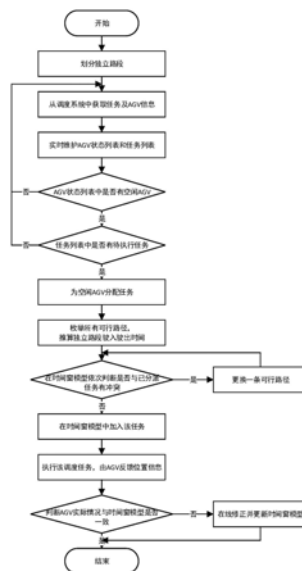 开始
划分独立路段
从调度系统中获取任务及AGV信息
实时维护AGV状态列表和任务列表
AGV状态列表中是否有空闲AGV
否
是
任务列表中是否有待执行任务
否
是
为空闲AGV分配任务
枚举所有可行路径,
推算独立路段驶入驶出时间
在时间窗模型依次判断是否与已分派
任务有冲突
是
更换一条可行路径
否
在时间窗模型中加入该任务
执行该调度任务，由AGV反馈位置信息
判断AGV实际情况与时间窗模型是否
一致
否
在线修正并更新时间窗模型
是
结束